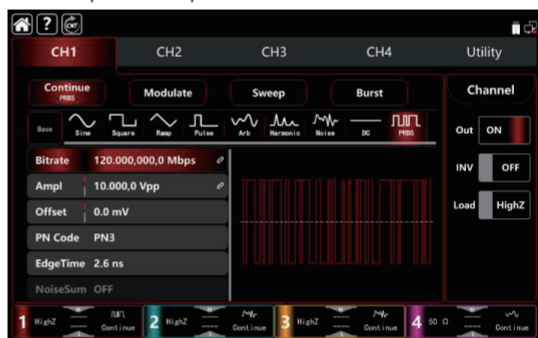 CNT
CH1 CH2 CH3 CH4 Utility
Continue PRBS Modulate Sweep Burst Channel
Base Sine Square Ramp Pulse Arb Harmonic Noise DC PRBS
Out ON
Bitrate 120.000,000,0 Mbps
INV OFF
Ampl 10.000,0 Vpp
Offset 0.0 mV
Load HighZ
PN Code PN3
EdgeTime 2.6 ns
NoiseSum OFF
1 HighZ Continue 2 HighZ Continue 3 HighZ Continue 4 50 Ω Continue